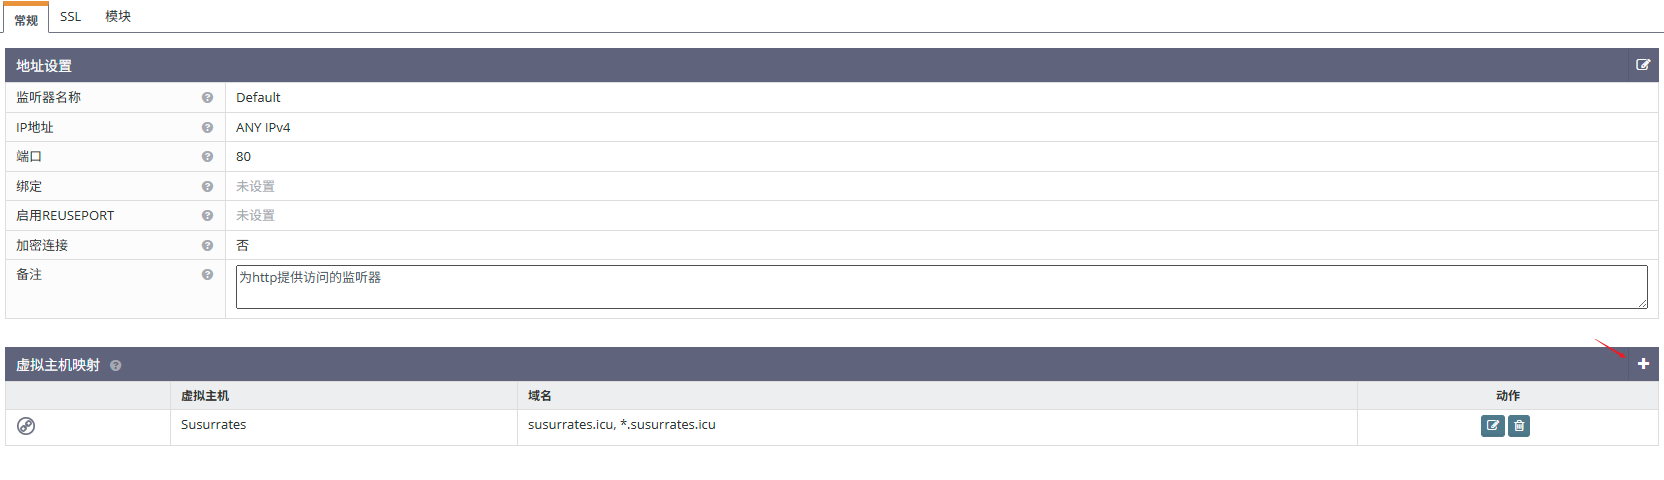 常规 SSL 模块
地址设置
监听器名称 Default
IP地址 ANY IPv4
端口 80
绑定 未设置
启用REUSEPORT 未设置
加密连接 否
备注 为http提供访问的监听器
虚拟主机映射
虚拟主机 域名 动作
Susurrates susurrates.icu, *.susurrates.icu